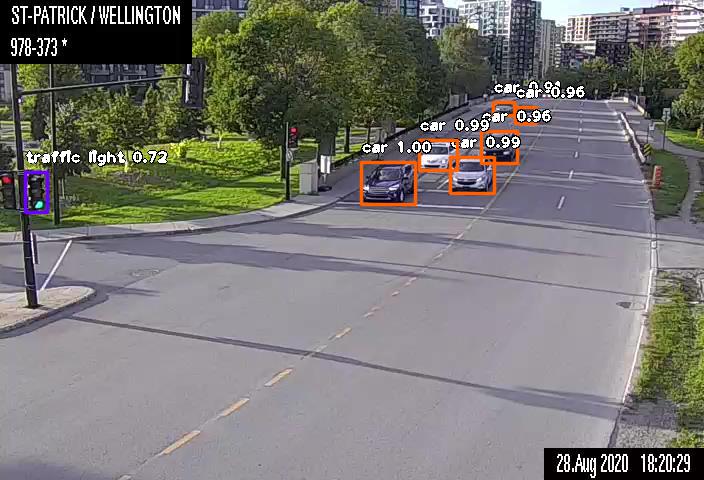 ST-PATRICK / WELLINGTON
978-373 *
car 0.96
car 0.96
car 0.99
car 0.99
car 1.00
traffic light 0.72
28.Aug 2020 18:20:29